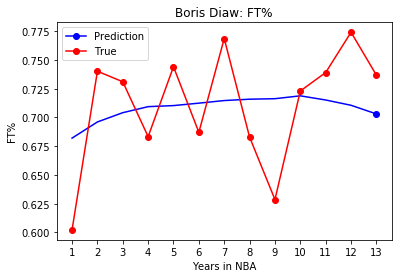 Boris Diaw: FT%
Prediction
True
0.775
0.750
0.725
0.700
0.675
0.650
0.625
0.600
FT%
1 2 3 4 5 6 7 8 9 10 11 12 13
Years in NBA